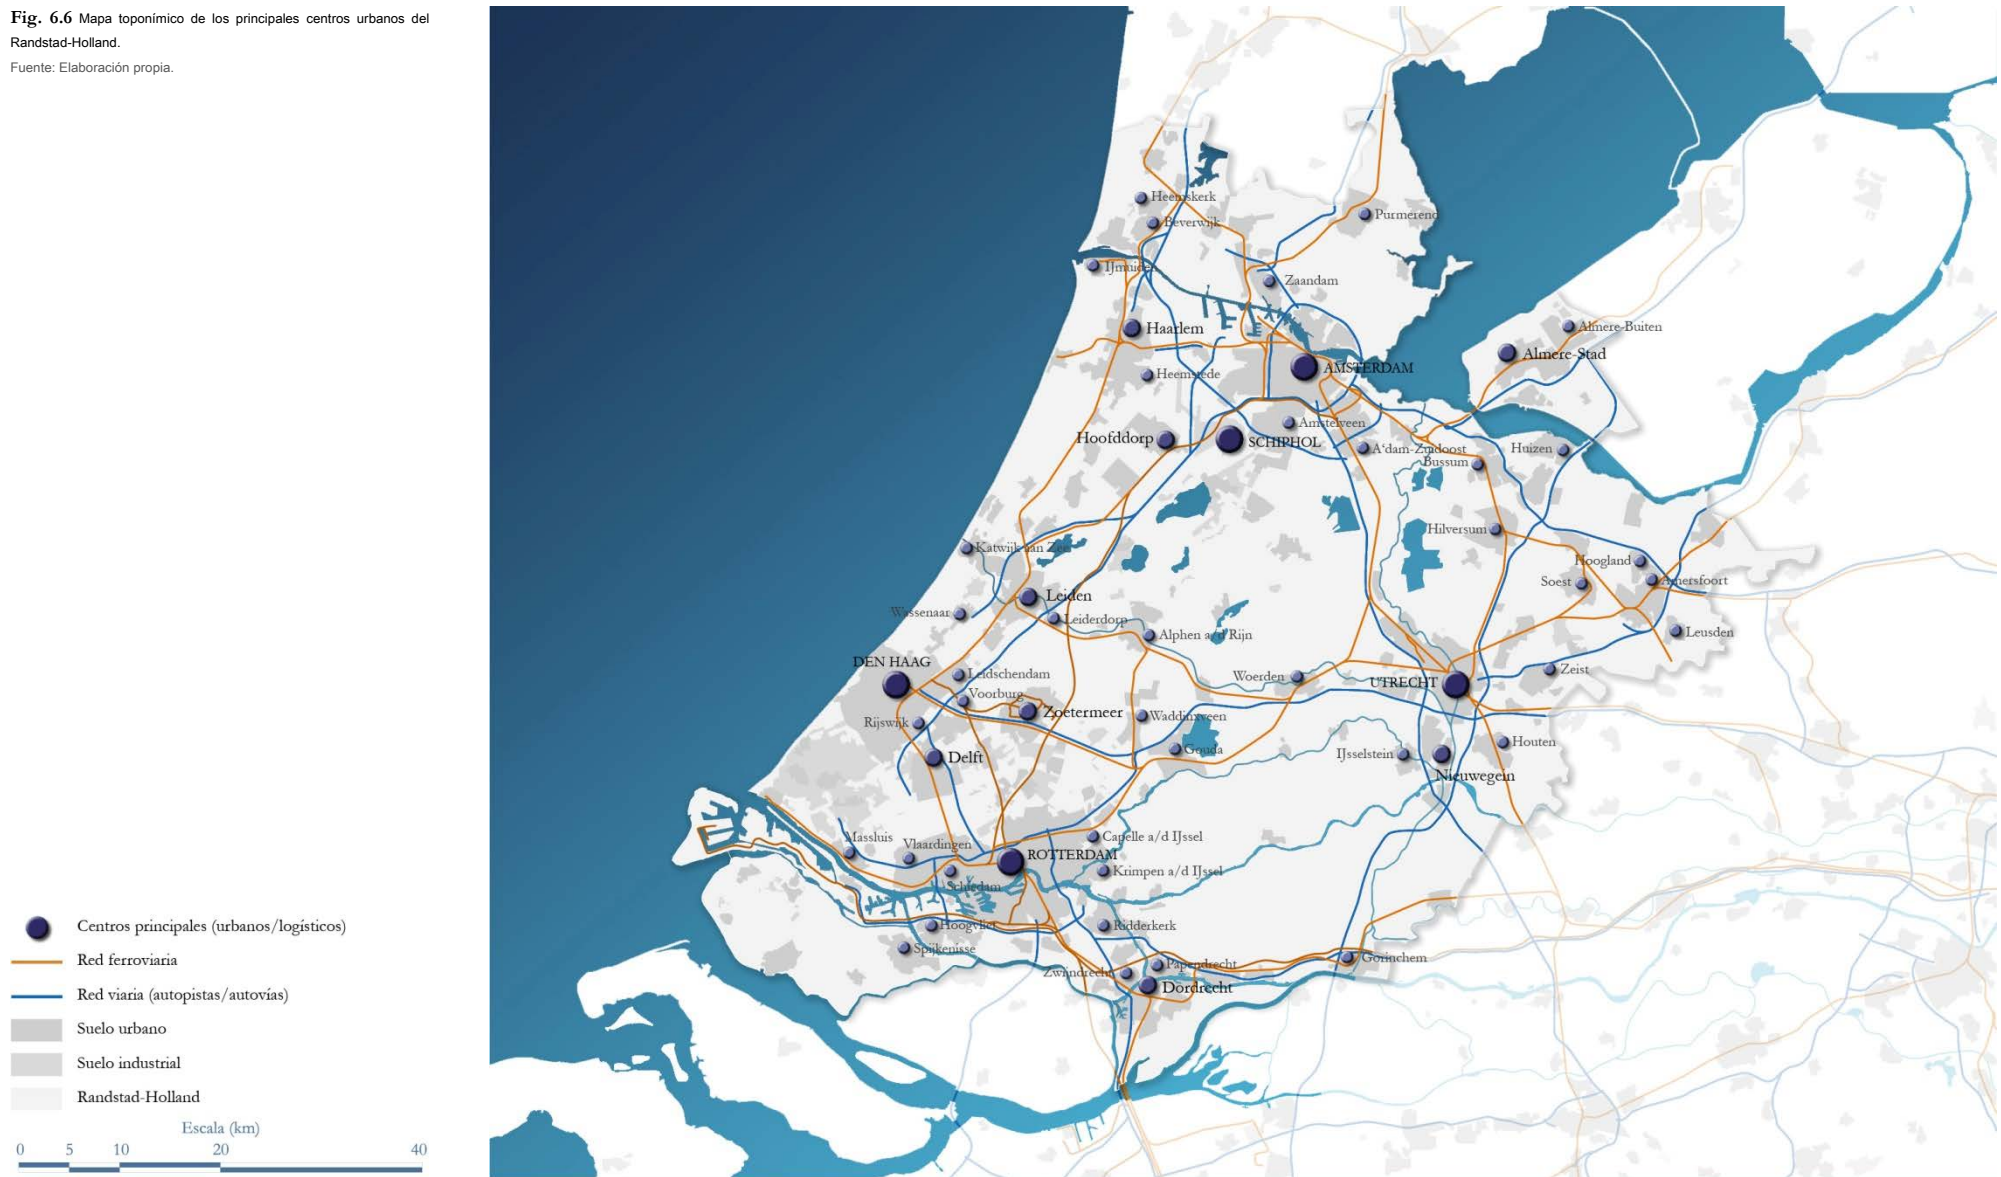 Fig. 6.6 Mapa toponímico de los principales centros urbanos del
Randstad-Holland.
Fuente: Elaboración propia.
Heemskerk
Beverwijk
Purmerend
IJmuiden
Zaandam
Haarlem
Almere-Buiten
Almere-Stad
AMSTERDAM
Heemstede
Amstelveen
Hoofddorp
SCHIPHOL
A'dam-Zuidoost
Huizen
Bussum
Hilversum
Katwijk aan Zee
Hoogland
Soest
Amersfoort
Leiden
Wassenaar
Leiderdorp
Alphen a/d Rijn
Leusden
DEN HAAG
Leidschendam
Woerden
UTRECHT
Zeist
Voorburg
Zoetermeer
Rijswijk
Waddinxveen
Gouda
Houten
Delft
IJsselstein
Nieuwegein
Massluis
Vlaardingen
Capelle a/d IJssel
ROTTERDAM
Krimpen a/d IJssel
Schiedam
Hoogvliet
Ridderkerk
Spijkenisse
Papendrecht
Gorinchem
Zwijndrecht
Dordrecht
Centros principales (urbanos/logísticos)
Red ferroviaria
Red viaria (autopistas/autovías)
Suelo urbano
Suelo industrial
Randstad-Holland
Escala (km)
0 5 10 20 40